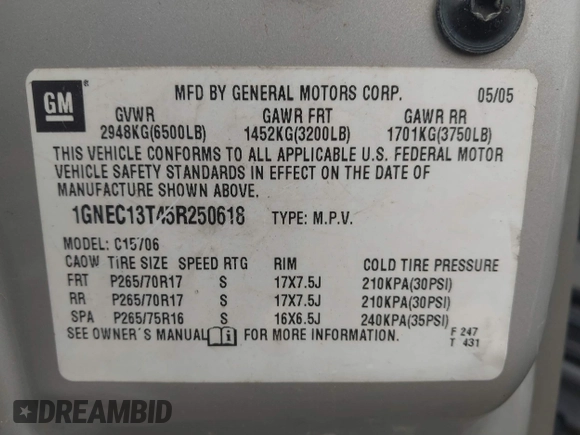 GM ®
MFD BY GENERAL MOTORS CORP. 05/05
GVWR GAWR FRT GAWR RR
2948KG(6500LB) 1452KG(3200LB) 1701KG(3750LB)
THIS VEHICLE CONFORMS TO ALL APPLICABLE U.S. FEDERAL MOTOR
VEHICLE SAFETY STANDARDS IN EFFECT ON THE DATE OF
MANUFACTURE SHOWN ABOVE.
1GNEC13T45R250618 TYPE: M.P.V.
MODEL: C15706
CAOW TIRE SIZE SPEED RTG RIM COLD TIRE PRESSURE
FRT P265/70R17 S 17X7.5J 210KPA(30PSI)
RR P265/70R17 S 17X7.5J 210KPA(30PSI)
SPA P265/75R16 S 16X6.5J 240KPA(35PSI)
SEE OWNER'S MANUAL i FOR MORE INFORMATION. F 247
T 431
DREAMBID